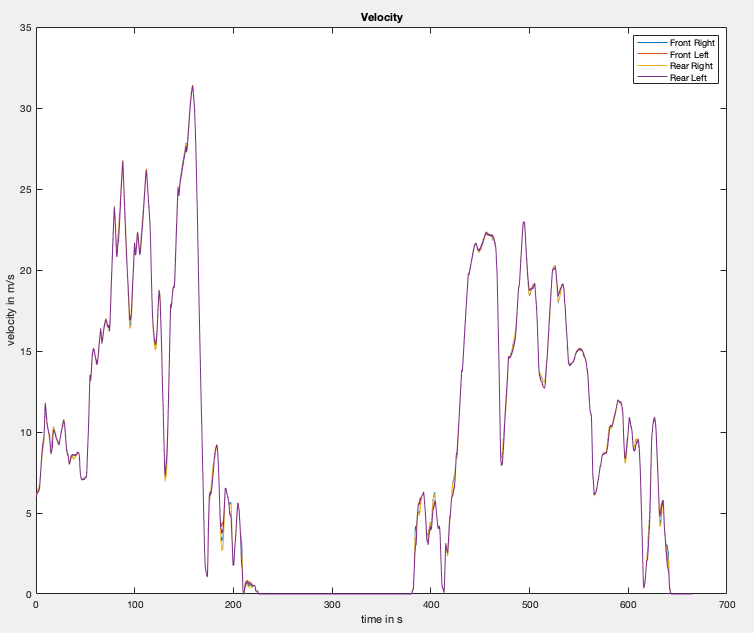 Velocity
35
30
25
20
15
10
5
0
velocity in m/s
0 100 200 300 400 500 600 700
time in s
Front Right
Front Left
Rear Right
Rear Left